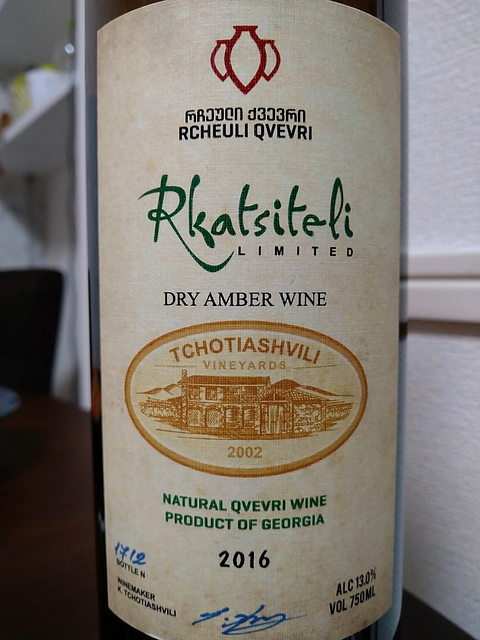 რჩეული ქვევრი
RCHEULI QVEVRI
Rkatsiteli
LIMITED
DRY AMBER WINE
TCHOTIASHVILI
VINEYARDS
2002
NATURAL QVEVRI WINE
PRODUCT OF GEORGIA
2016
1712
BOTTLE N
WINEMAKER
K. TCHOTIASHVILI
ALC 13.0%
VOL 750ML